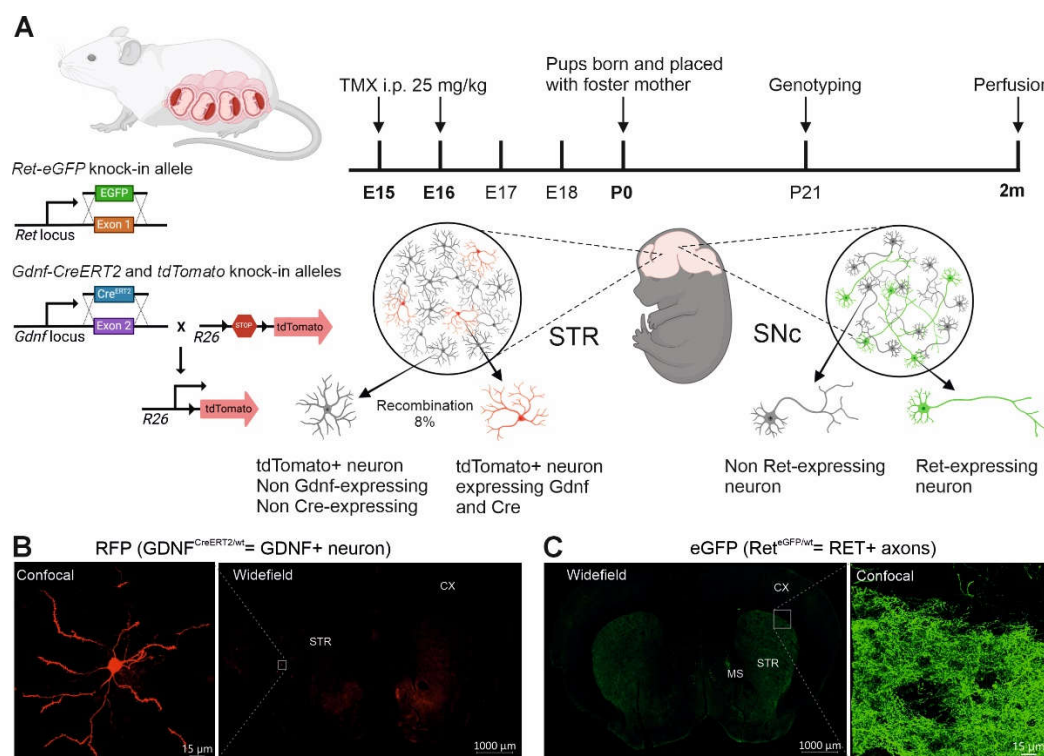 A
TMX i.p. 25 mg/kg
Pups born and placed
with foster mother
Genotyping
Perfusion
E15
E16
E17
E18
P0
P21
2m
Ret-eGFP knock-in allele
EGFP
Exon 1
Ret locus
Gdnf-CreERT2 and tdTomato knock-in alleles
CreERT2
Exon 2
Gdnf locus
x
R26
STOP
tdTomato
R26
tdTomato
STR
SNc
Recombination
8%
tdTomato+ neuron
Non Gdnf-expressing
Non Cre-expressing
tdTomato+ neuron
expressing Gdnf
and Cre
Non Ret-expressing
neuron
Ret-expressing
neuron
B
RFP (GDNFCreERT2/wt= GDNF+ neuron)
Confocal
15 µm
Widefield
CX
STR
1000 µm
C
eGFP (ReteGFP/wt= RET+ axons)
Widefield
CX
STR
MS
1000 µm
Confocal
15 µm